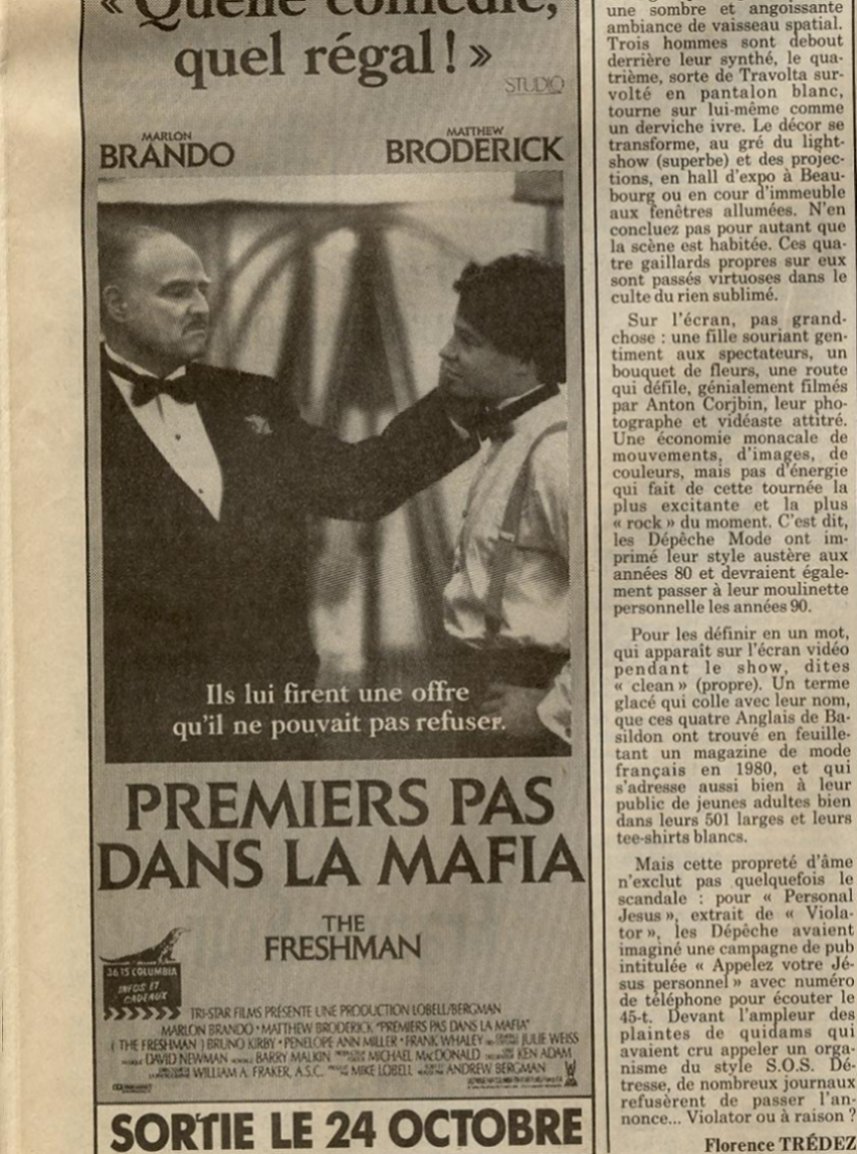 « Quelle comédie,
quel régal ! »
STUDIO
MARLON
BRANDO
MATTHEW
BRODERICK
Ils lui firent une offre
qu'il ne pouvait pas refuser.
PREMIERS PAS
DANS LA MAFIA
THE
FRESHMAN
36 15 COLUMBIA
INFOS ET
CADEAUX
TRI-STAR FILMS PRÉSENTE UNE PRODUCTION LOBELL/BERGMAN
MARLON BRANDO • MATTHEW BRODERICK "PREMIERS PAS DANS LA MAFIA"
( THE FRESHMAN ) BRUNO KIRBY • PENELOPE ANN MILLER • FRANK WHALEY JULIE WEISS
DAVID NEWMAN BARRY MALKIN MICHAEL McDONALD KEN ADAM
WILLIAM A. FRAKER, A.S.C. MIKE LOBELL ANDREW BERGMAN
SORTIE LE 24 OCTOBRE
une sombre et angoissante
ambiance de vaisseau spatial.
Trois hommes sont debout
derrière leur synthé, le qua-
trième, sorte de Travolta sur-
volté en pantalon blanc,
tourne sur lui-même comme
un derviche ivre. Le décor se
transforme, au gré du light-
show (superbe) et des projec-
tions, en hall d'expo à Beau-
bourg ou en cour d'immeuble
aux fenêtres allumées. N'en
concluez pas pour autant que
la scène est habitée. Ces qua-
tre gaillards propres sur eux
sont passés virtuoses dans le
culte du rien sublimé.
Sur l'écran, pas grand-
chose : une fille souriant gen-
timent aux spectateurs, un
bouquet de fleurs, une route
qui défile, génialement filmés
par Anton Corjbin, leur pho-
tographe et vidéaste attitré.
Une économie monacale de
mouvements, d'images, de
couleurs, mais pas d'énergie
qui fait de cette tournée la
plus excitante et la plus
« rock » du moment. C'est dit,
les Dépêche Mode ont im-
primé leur style austère aux
années 80 et devraient égale-
ment passer à leur moulinette
personnelle les années 90.
Pour les définir en un mot,
qui apparaît sur l'écran vidéo
pendant le show, dites
« clean » (propre). Un terme
glacé qui colle avec leur nom,
que ces quatre Anglais de Ba-
sildon ont trouvé en feuille-
tant un magazine de mode
français en 1980, et qui
s'adresse aussi bien à leur
public de jeunes adultes bien
dans leurs 501 larges et leurs
tee-shirts blancs.
Mais cette propreté d'âme
n'exclut pas quelquefois le
scandale : pour « Personal
Jesus », extrait de « Viola-
tor », les Dépêche avaient
imaginé une campagne de pub
intitulée « Appelez votre Jé-
sus personnel » avec numéro
de téléphone pour écouter le
45-t. Devant l'ampleur des
plaintes de quidams qui
avaient cru appeler un orga-
nisme du style S.O.S. Dé-
tresse, de nombreux journaux
refusèrent de passer l'an-
nonce... Violator ou à raison ?
Florence TRÉDEZ